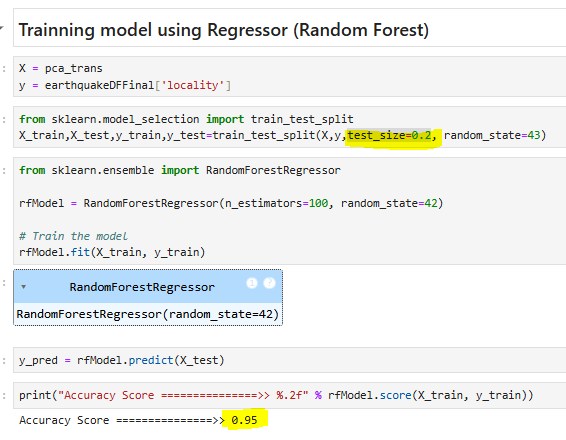 Trainning model using Regressor (Random Forest)
X = pca_trans
y = earthquakeDFFinal['locality']
from sklearn.model_selection import train_test_split
X_train,X_test,y_train,y_test=train_test_split(X,y,test_size=0.2, random_state=43)
from sklearn.ensemble import RandomForestRegressor
rfModel = RandomForestRegressor(n_estimators=100, random_state=42)
# Train the model
rfModel.fit(X_train, y_train)
RandomForestRegressor
i ?
RandomForestRegressor(random_state=42)
y_pred = rfModel.predict(X_test)
print("Accuracy Score ===============>> %.2f" % rfModel.score(X_train, y_train))
Accuracy Score ===============>> 0.95